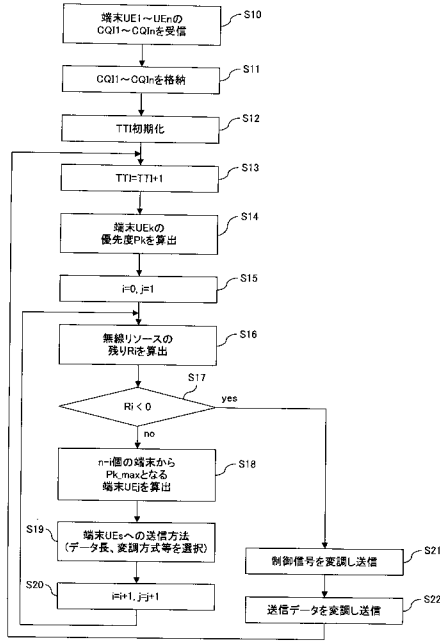 端末UE1～UEnの
CQI1～CQInを受信
S10
CQI1～CQInを格納
S11
TTI初期化
S12
TTI=TTI+1
S13
端末UEkの
優先度Pkを算出
S14
i=0, j=1
S15
無線リソースの
残りRiを算出
S16
S17
Ri < 0
yes
no
n-i個の端末から
Pk_maxとなる
端末UEjを算出
S18
S19
端末UEsへの送信方法
(データ長、変調方式等を選択)
S20
i=i+1, j=j+1
制御信号を変調し送信
S21
送信データを変調し送信
S22